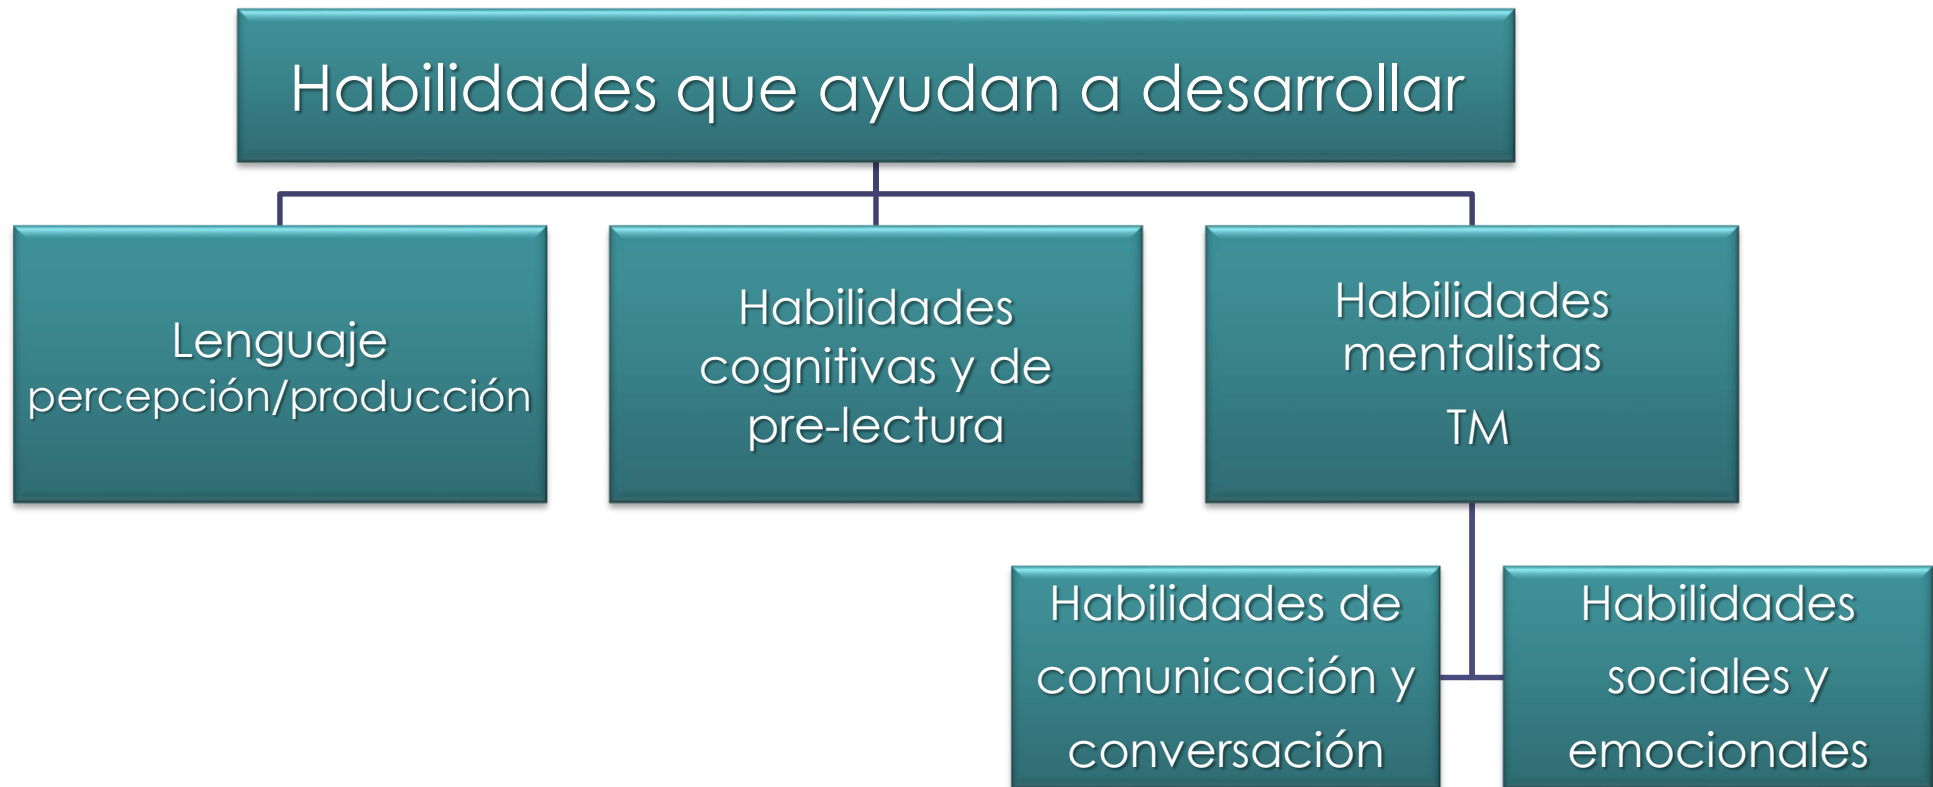 Habilidades que ayudan a desarrollar
Lenguaje
percepción/producción
Habilidades
cognitivas y de
pre-lectura
Habilidades
mentalistas
TM
Habilidades de
comunicación y
conversación
Habilidades
sociales y
emocionales